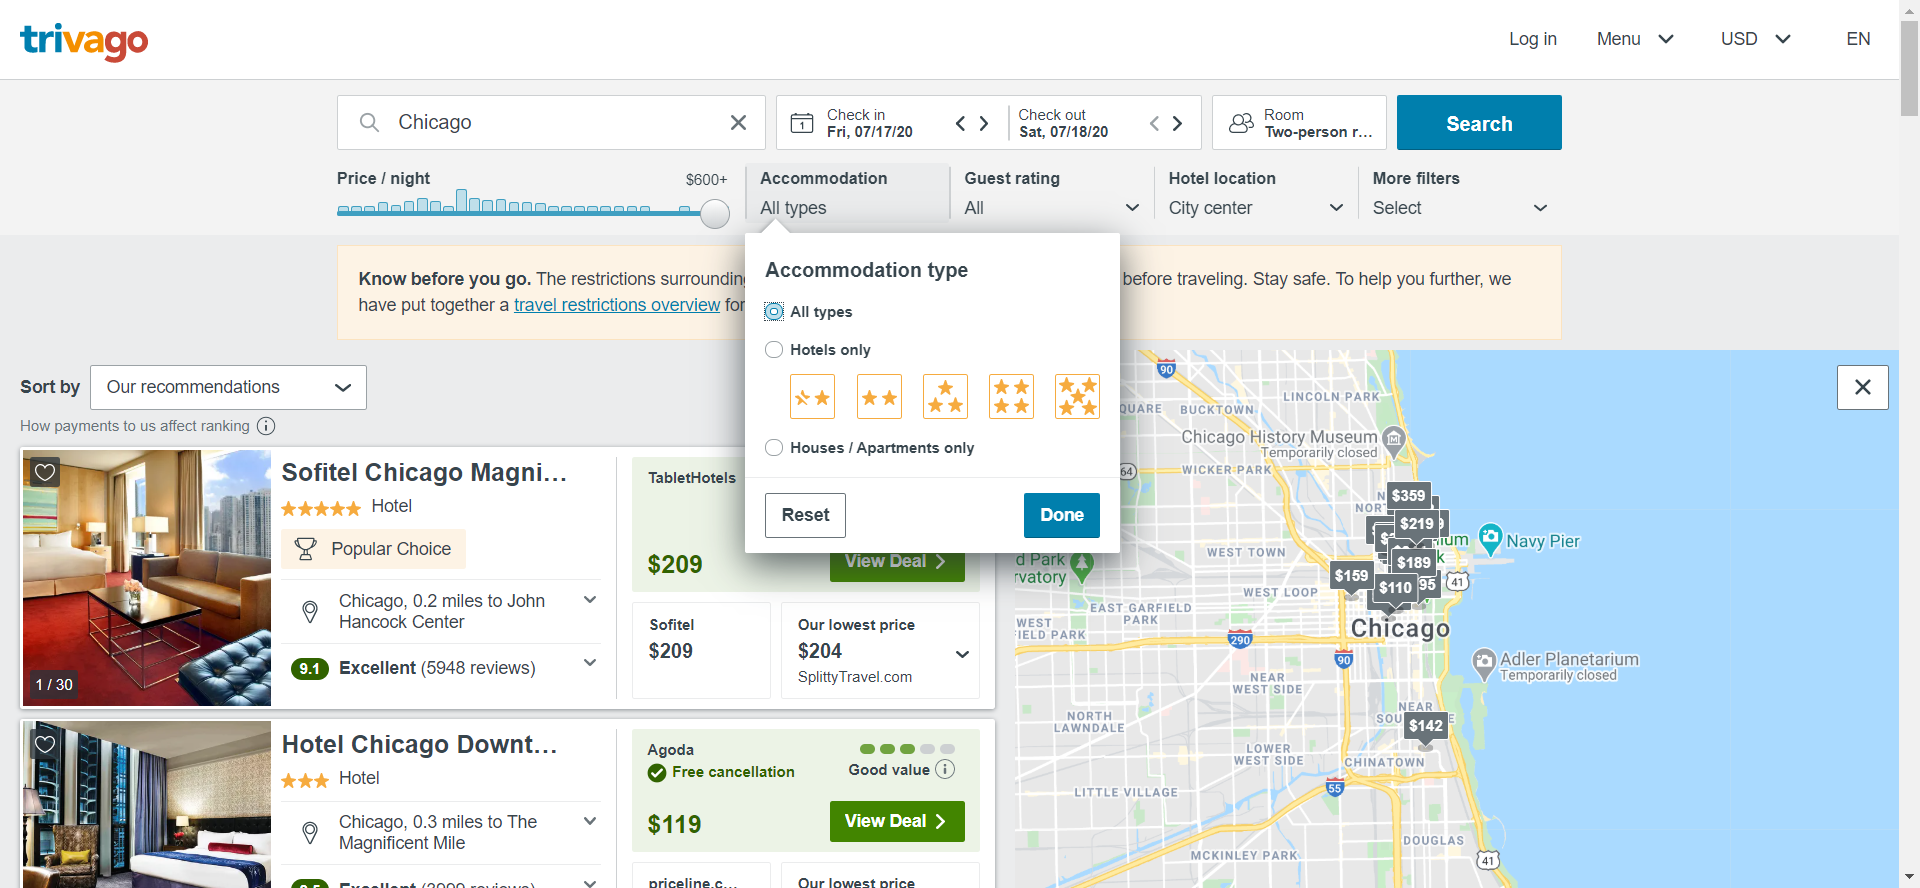 trivago
Log in
Menu
USD
EN
Chicago
Check in
Fri, 07/17/20
Check out
Sat, 07/18/20
Room
Two-person r...
Search
Price / night
$600+
Accommodation
All types
Guest rating
All
Hotel location
City center
More filters
Select
Know before you go. The restrictions surrounding
before traveling. Stay safe. To help you further, we
have put together a travel restrictions overview for
Accommodation type
All types
Hotels only
Houses / Apartments only
Reset
Done
Sort by
Our recommendations
How payments to us affect ranking
Sofitel Chicago Magni...
Hotel
Popular Choice
Chicago, 0.2 miles to John
Hancock Center
9.1 Excellent (5948 reviews)
1 / 30
TabletHotels
$209
View Deal
Sofitel
$209
Our lowest price
$204
SplittyTravel.com
Hotel Chicago Downt...
Hotel
Chicago, 0.3 miles to The
Magnificent Mile
Agoda
Free cancellation
Good value
$119
View Deal
priceline.c...
Our lowest price
90
LINCOLN PARK
SQUARE
BUCKTOWN
Chicago History Museum
Temporarily closed
64
WICKER PARK
$359
$219
Navy Pier
WEST TOWN
$189
$159
$110
95
41
d Park
rvatory
WEST LOOP
EAST GARFIELD
PARK
WEST
FIELD PARK
Chicago
290
90
Adler Planetarium
Temporarily closed
NEAR
WEST SIDE
NEAR
$142
NORTH
LAWNDALE
LOWER
WEST SIDE
CHINATOWN
55
LITTLE VILLAGE
DOUGLAS
MCKINLEY PARK
41